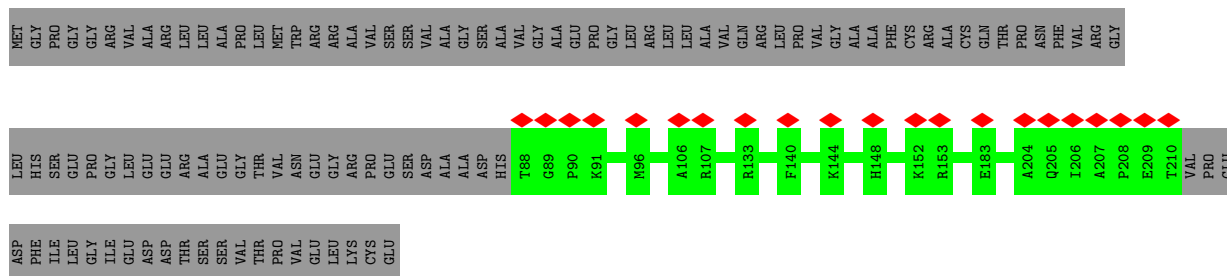 MET GLY PRO GLY GLY ARG VAL ALA ARG LEU LEU ALA PRO LEU MET TRP ARG ARG ALA VAL SER SER VAL ALA GLY SER ALA VAL GLY ALA GLU PRO GLY LEU ARG LEU LEU ALA VAL GLN ARG LEU PRO VAL GLY ALA ALA PHE CYS ARG ALA CYS GLN THR PRO ASN PHE VAL ARG GLY
LEU HIS SER GLU PRO GLY LEU GLU GLU ARG ALA GLU GLY THR VAL ASN GLU GLY ARG PRO GLU SER ASP ALA ALA ASP HIS T88 G89 P90 K91 M96 A106 R107 R133 F140 K144 H148 K152 R153 E183 A204 Q205 I206 A207 P208 E209 T210 VAL PRO GLU
ASP PHE ILE LEU GLY ILE GLU ASP ASP THR SER SER VAL THR PRO VAL GLU LEU LYS CYS GLU